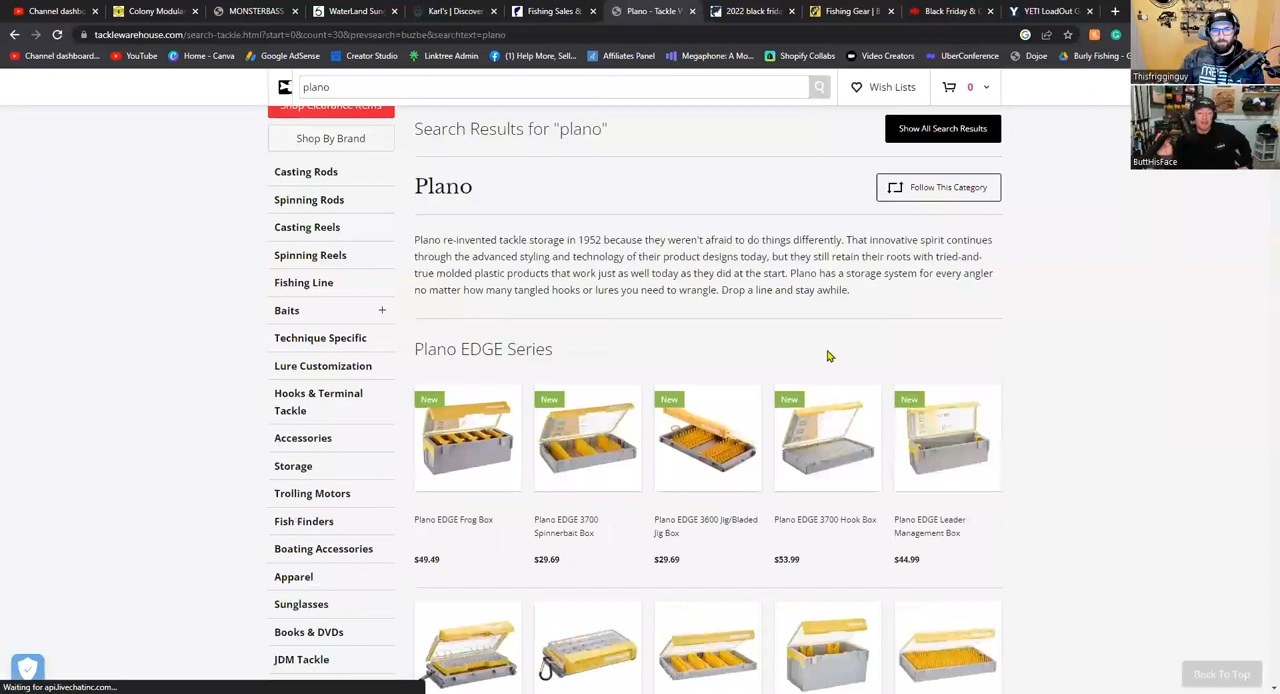 Channel dashb
Colony Modular
MONSTERBASS
WaterLand Sung
Karl's | Discover
Fishing Sales &
Plano - Tackle W
2022 black frida
Fishing Gear | B
Black Friday & C
YETI LoadOut G
tacklewarehouse.com/search-tackle.html?start=0&count=30&prevsearch=buzbe&searchtext=plano
Channel dashboard...
YouTube
Home - Canva
Google AdSense
Creator Studio
Linktree Admin
(1) Help More, Sell...
Affiliates Panel
Megaphone: A Mo...
Shopify Collabs
Video Creators
UberConference
Dojoe
Burly Fishing - G
Thisfrigginguy
ButtHisFace
plano
Wish Lists
0
Shop Clearance Items
Shop By Brand
Casting Rods
Spinning Rods
Casting Reels
Spinning Reels
Fishing Line
Baits +
Technique Specific
Lure Customization
Hooks & Terminal
Tackle
Accessories
Storage
Trolling Motors
Fish Finders
Boating Accessories
Apparel
Sunglasses
Books & DVDs
JDM Tackle
Search Results for "plano"
Show All Search Results
Plano
Follow This Category
Plano re-invented tackle storage in 1952 because they weren't afraid to do things differently. That innovative spirit continues
through the advanced styling and technology of their product designs today, but they still retain their roots with tried-and-
true molded plastic products that work just as well today as they did at the start. Plano has a storage system for every angler
no matter how many tangled hooks or lures you need to wrangle. Drop a line and stay awhile.
Plano EDGE Series
New
New
New
New
New
Plano EDGE Frog Box
$49.49
Plano EDGE 3700
Spinnerbait Box
$29.69
Plano EDGE 3600 Jig/Bladed
Jig Box
$29.69
Plano EDGE 3700 Hook Box
$53.99
Plano EDGE Leader
Management Box
$44.99
Back To Top
Waiting for api.livechatinc.com...